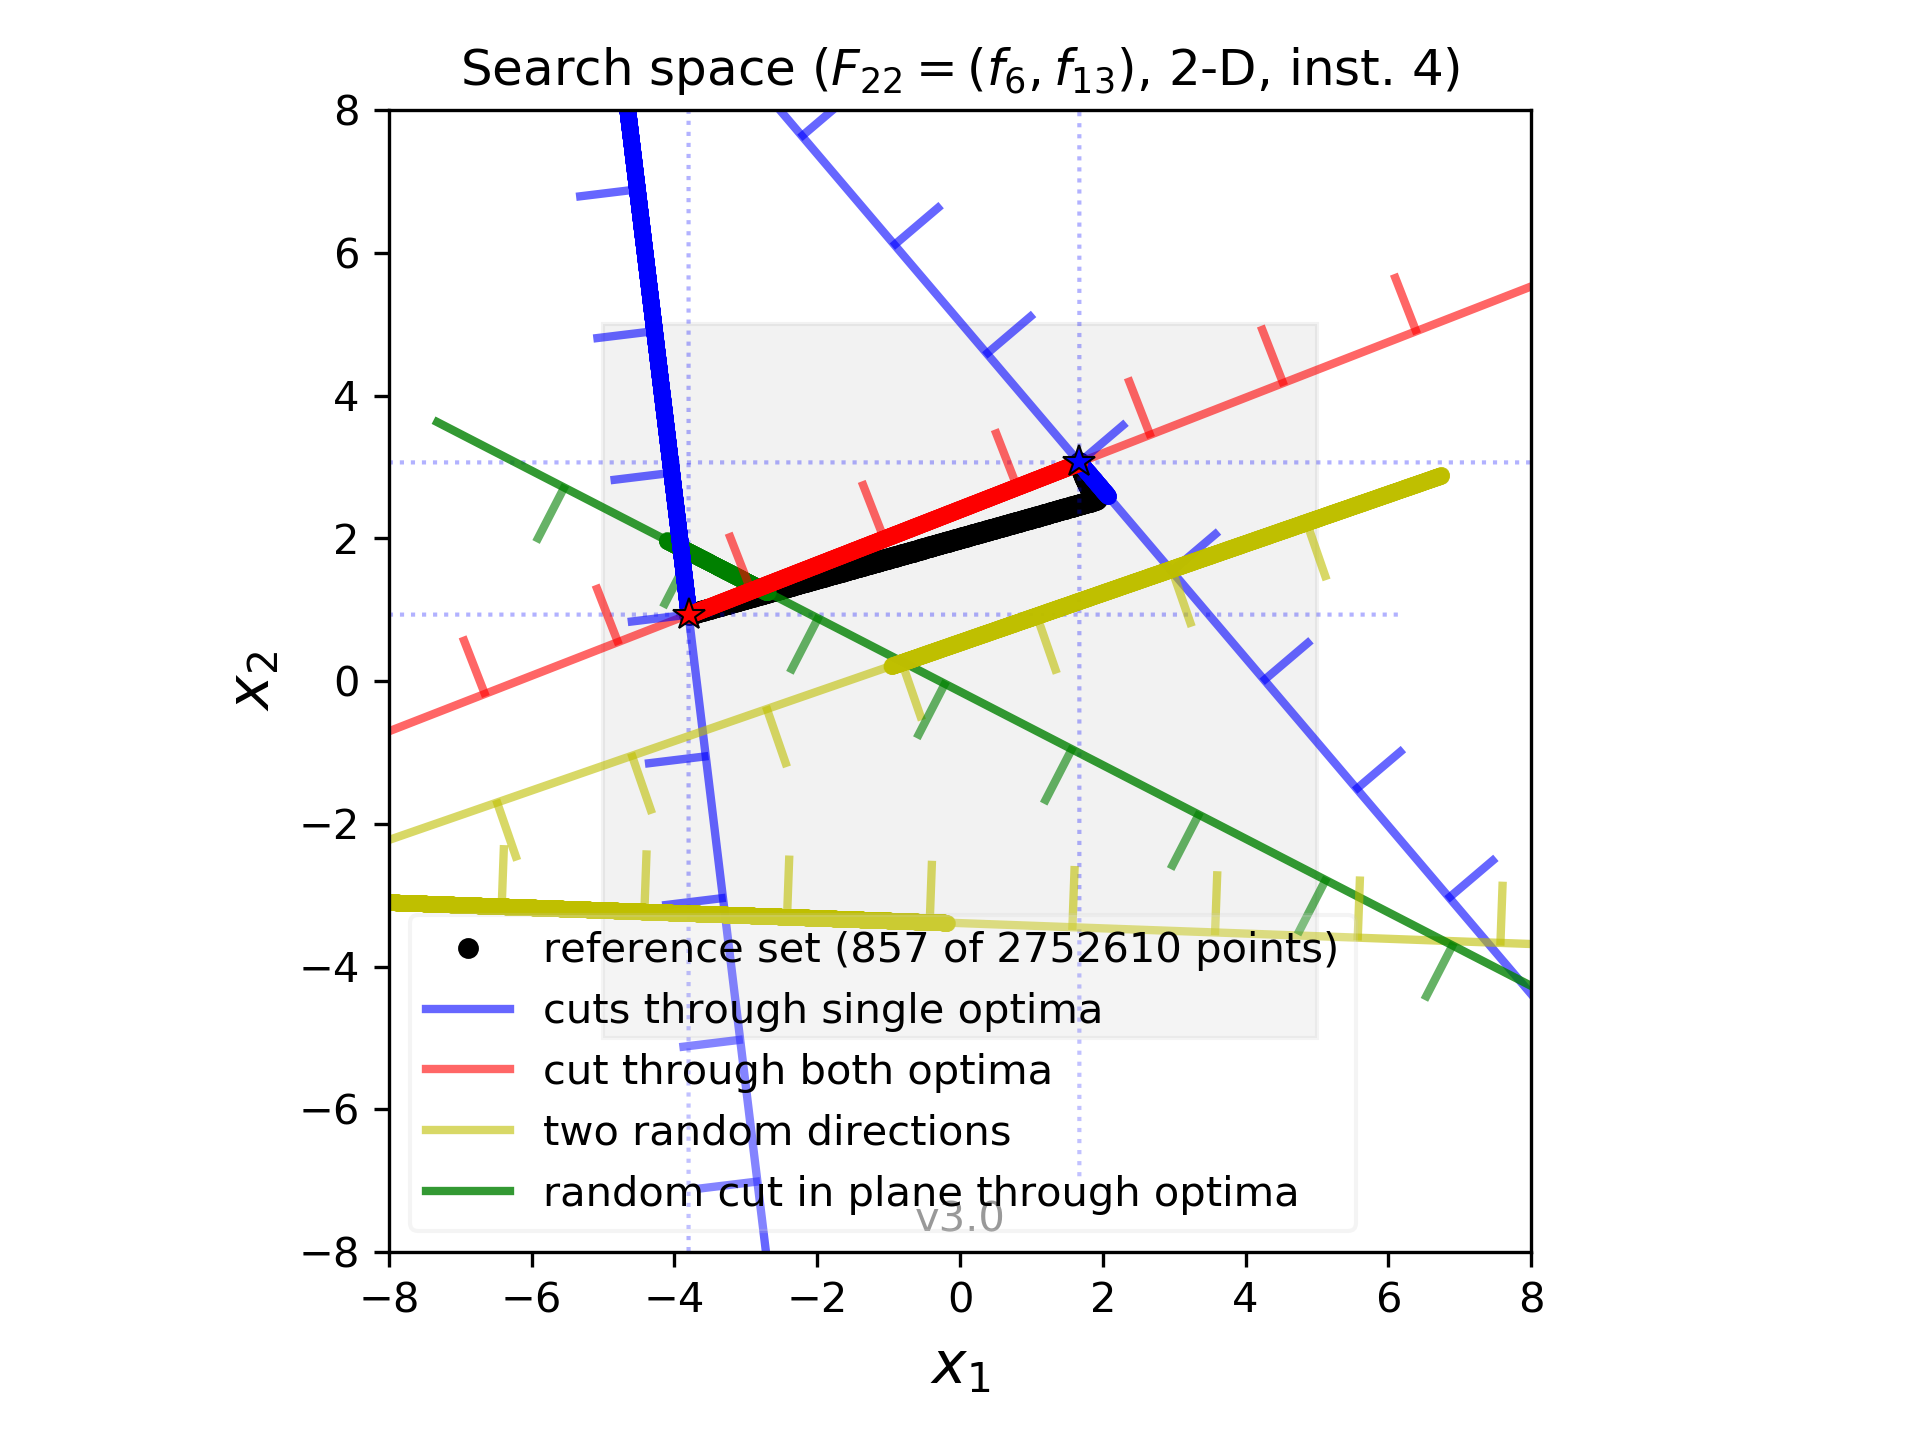 Search space (F22 = (f6, f13), 2-D, inst. 4)
8
6
4
2
0
−2
−4
−6
−8
x2
reference set (857 of 2752610 points)
cuts through single optima
cut through both optima
two random directions
random cut in plane through optima
v3.0
−8 −6 −4 −2 0 2 4 6 8
x1